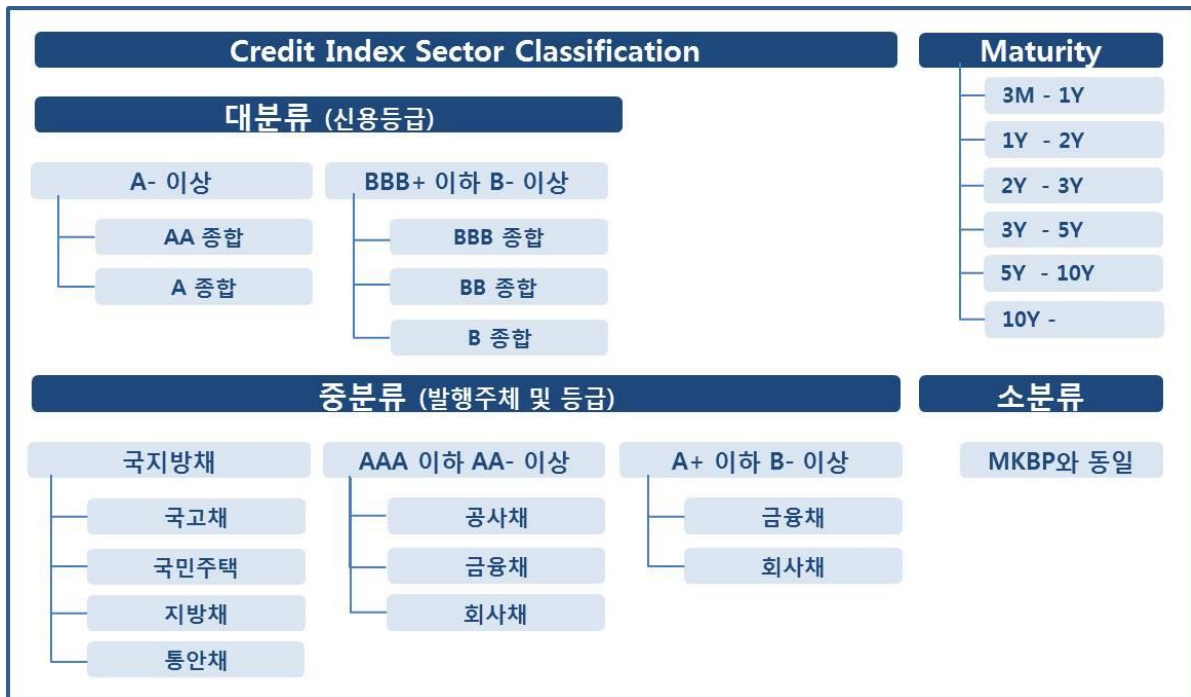 Credit Index Sector Classification
대분류 (신용등급)
A- 이상
AA 종합
A 종합
BBB+ 이하 B- 이상
BBB 종합
BB 종합
B 종합
Maturity
3M - 1Y
1Y - 2Y
2Y - 3Y
3Y - 5Y
5Y - 10Y
10Y -
중분류 (발행주체 및 등급)
국지방채
국고채
국민주택
지방채
통안채
AAA 이하 AA- 이상
공사채
금융채
회사채
A+ 이하 B- 이상
금융채
회사채
소분류
MKBP와 동일